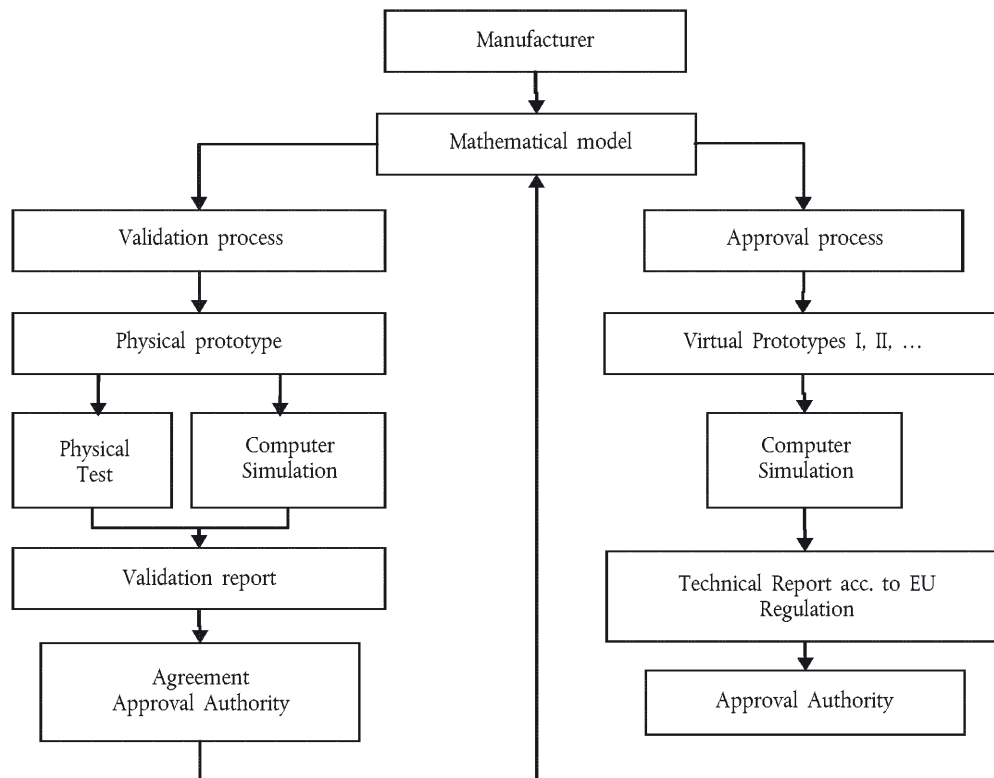 Manufacturer
Mathematical model
Validation process
Approval process
Physical prototype
Virtual Prototypes I, II, …
Physical
Test
Computer
Simulation
Computer
Simulation
Validation report
Technical Report acc. to EU
Regulation
Agreement
Approval Authority
Approval Authority